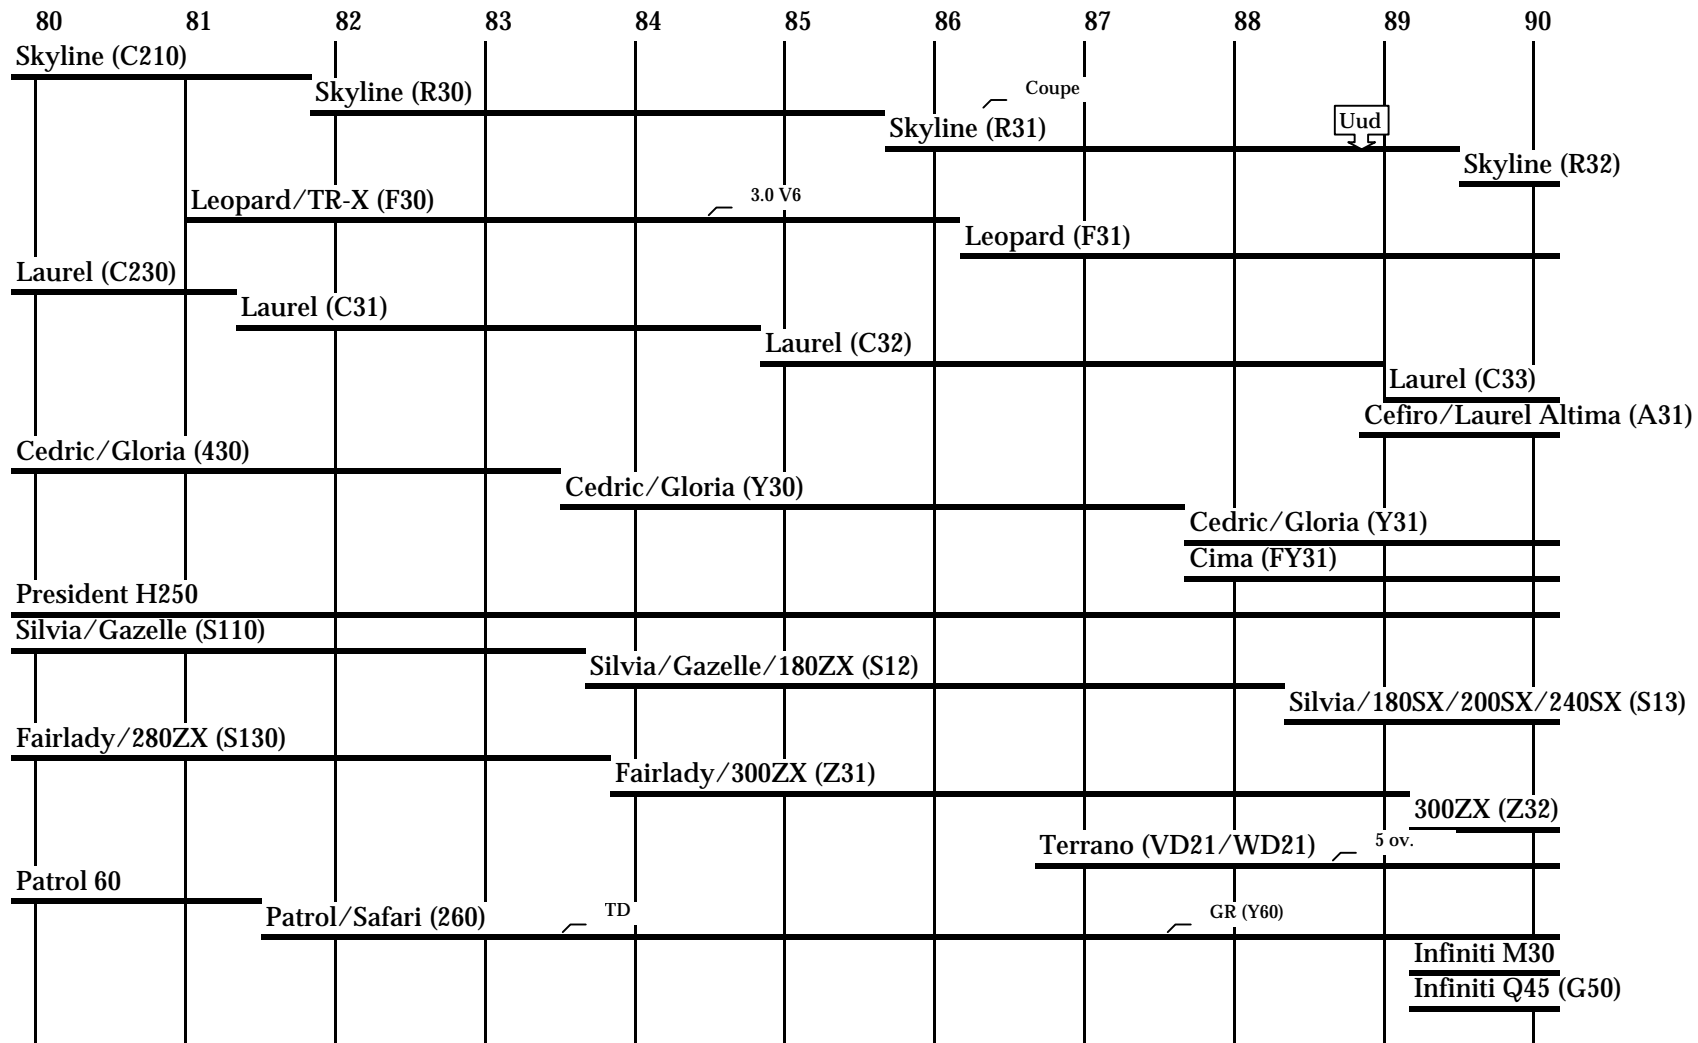 80 81 82 83 84 85 86 87 88 89 90
Skyline (C210)
Skyline (R30)
Coupe
Skyline (R31)
Uud
Skyline (R32)
Leopard/TR-X (F30)
3.0 V6
Leopard (F31)
Laurel (C230)
Laurel (C31)
Laurel (C32)
Laurel (C33)
Cefiro/Laurel Altima (A31)
Cedric/Gloria (430)
Cedric/Gloria (Y30)
Cedric/Gloria (Y31)
Cima (FY31)
President H250
Silvia/Gazelle (S110)
Silvia/Gazelle/180ZX (S12)
Silvia/180SX/200SX/240SX (S13)
Fairlady/280ZX (S130)
Fairlady/300ZX (Z31)
300ZX (Z32)
Terrano (VD21/WD21)
5 ov.
Patrol 60
Patrol/Safari (260)
TD
GR (Y60)
Infiniti M30
Infiniti Q45 (G50)